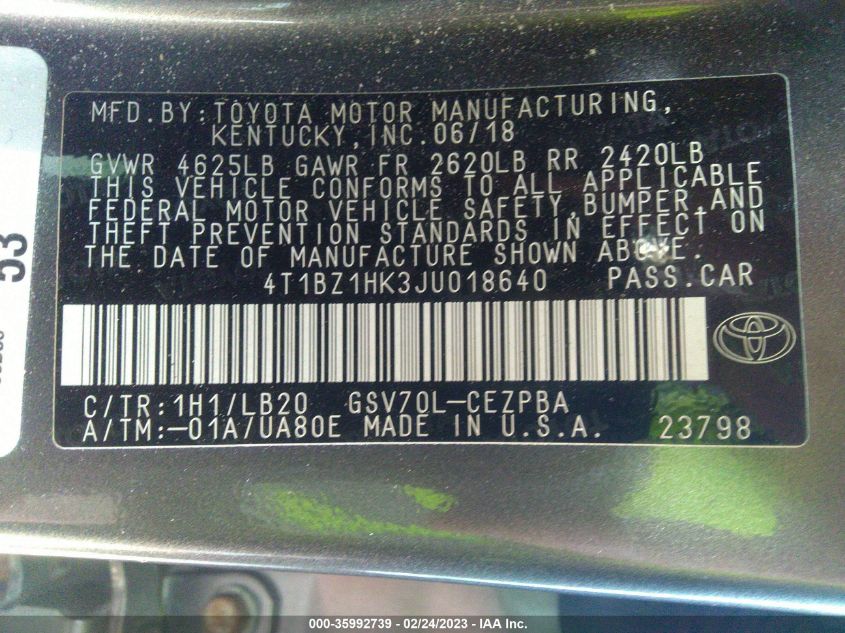 MFD.BY:TOYOTA MOTOR MANUFACTURING,
KENTUCKY,INC.06/18
GVWR 4625LB GAWR FR 2620LB RR 2420LB
THIS VEHICLE CONFORMS TO ALL APPLICABLE
FEDERAL MOTOR VEHICLE SAFETY,BUMPER,AND
THEFT PREVENTION STANDARDS IN EFFECT ON
THE DATE OF MANUFACTURE SHOWN ABOVE.
4T1BZ1HK3JU018640 PASS.CAR
C/TR:1H1/LB20 GSV70L-CEZPBA
A/TM:-01A/UA80E MADE IN U.S.A. 23798
53
000-35992739 - 02/24/2023 - IAA Inc.